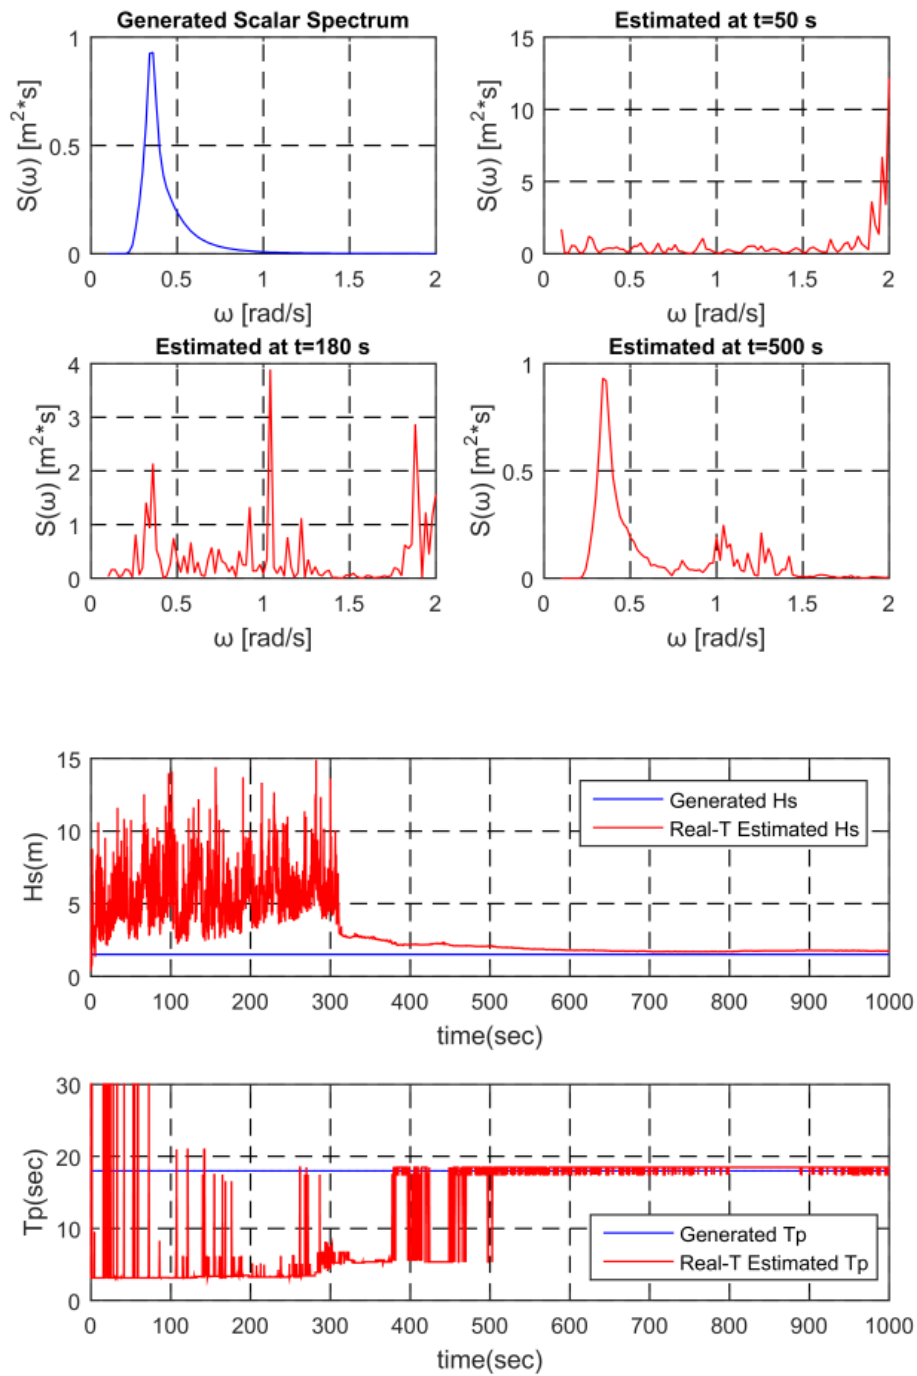 Generated Scalar Spectrum
S(ω) [m²*s]
1
0.5
0
0 0.5 1 1.5 2
ω [rad/s]
Estimated at t=50 s
S(ω) [m²*s]
15
10
5
0
0 0.5 1 1.5 2
ω [rad/s]
Estimated at t=180 s
S(ω) [m²*s]
4
3
2
1
0
0 0.5 1 1.5 2
ω [rad/s]
Estimated at t=500 s
S(ω) [m²*s]
1
0.5
0
0 0.5 1 1.5 2
ω [rad/s]
Hs(m)
15
10
5
0
Generated Hs
Real-T Estimated Hs
0 100 200 300 400 500 600 700 800 900 1000
time(sec)
Tp(sec)
30
20
10
0
Generated Tp
Real-T Estimated Tp
0 100 200 300 400 500 600 700 800 900 1000
time(sec)